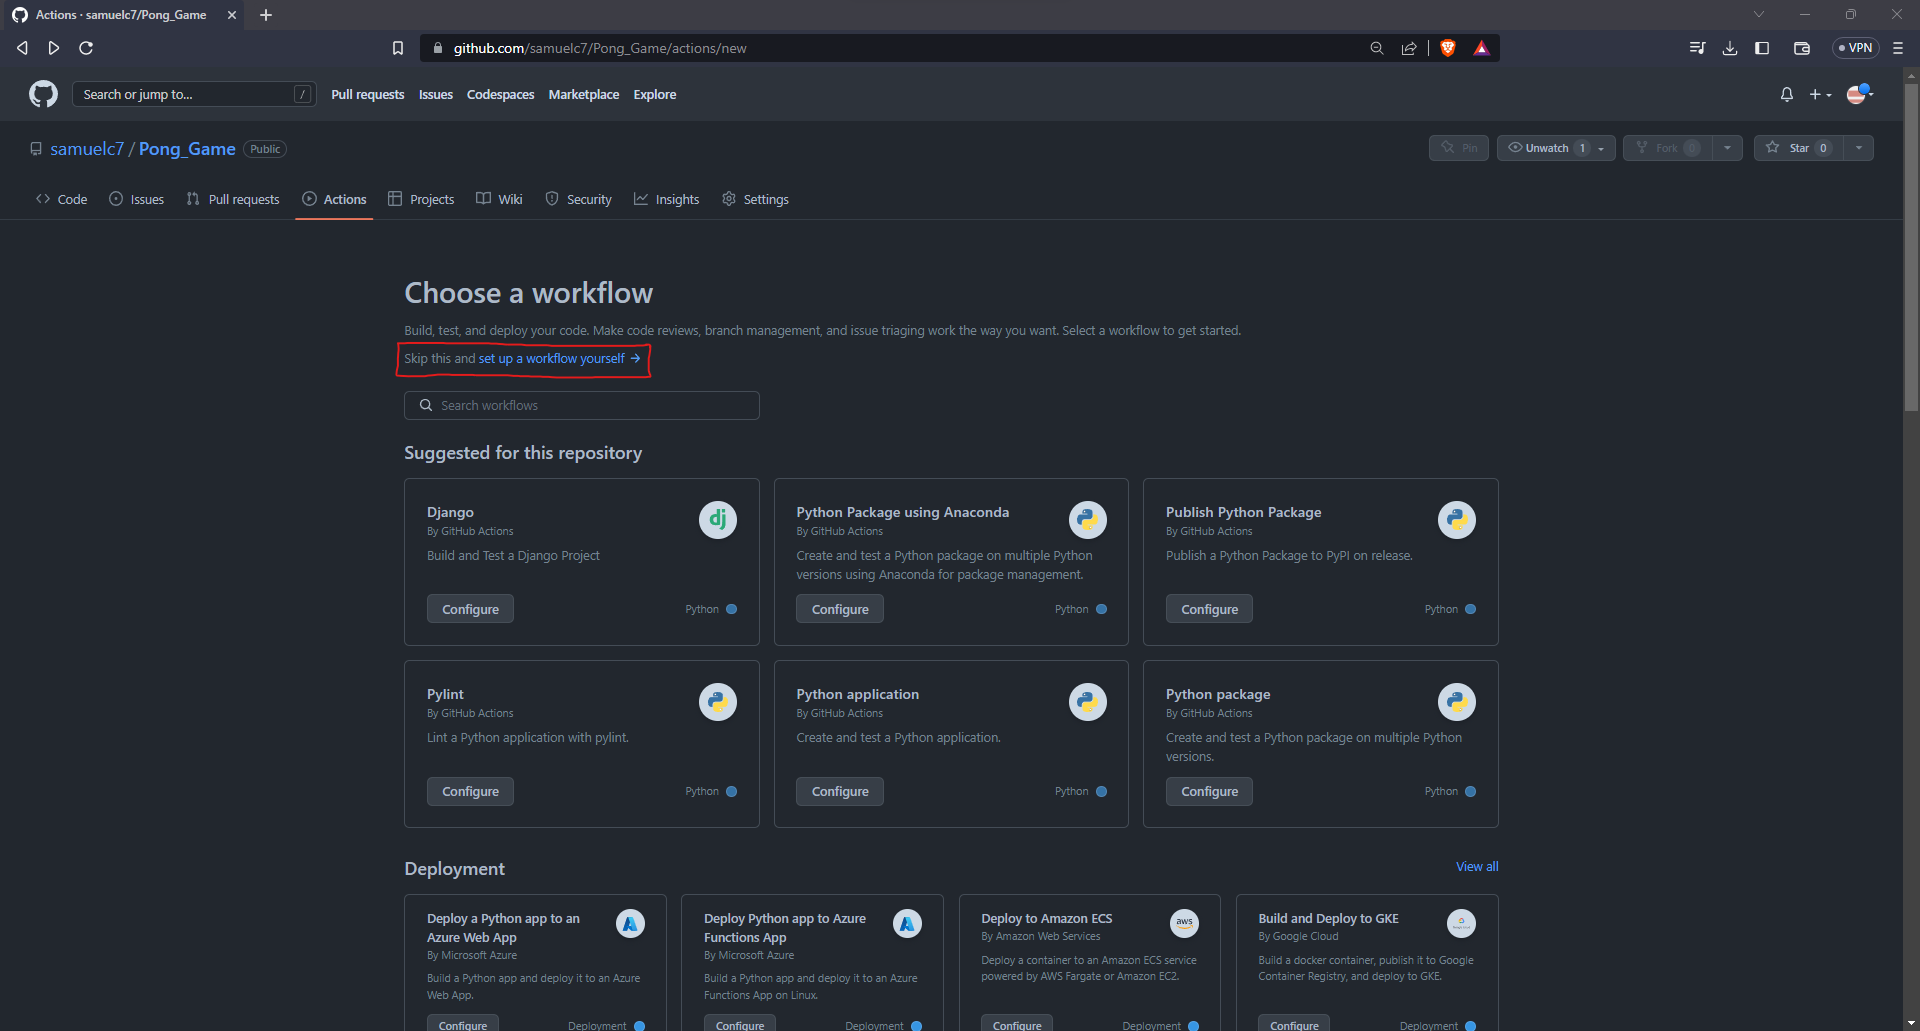 Actions · samuelc7/Pong_Game
github.com/samuelc7/Pong_Game/actions/new
VPN
Search or jump to... /
Pull requests Issues Codespaces Marketplace Explore
samuelc7 / Pong_Game Public
Pin Unwatch 1 Fork 0 Star 0
Code Issues Pull requests Actions Projects Wiki Security Insights Settings
Choose a workflow
Build, test, and deploy your code. Make code reviews, branch management, and issue triaging work the way you want. Select a workflow to get started.
Skip this and set up a workflow yourself →
Search workflows
Suggested for this repository
Django
By GitHub Actions
Build and Test a Django Project
Configure Python
dj
Python Package using Anaconda
By GitHub Actions
Create and test a Python package on multiple Python
versions using Anaconda for package management.
Configure Python
Publish Python Package
By GitHub Actions
Publish a Python Package to PyPI on release.
Configure Python
Pylint
By GitHub Actions
Lint a Python application with pylint.
Configure Python
Python application
By GitHub Actions
Create and test a Python application.
Configure Python
Python package
By GitHub Actions
Create and test a Python package on multiple Python
versions.
Configure Python
Deployment View all
Deploy a Python app to an
Azure Web App
By Microsoft Azure
Build a Python app and deploy it to an Azure
Web App.
Configure Deployment
Deploy Python app to Azure
Functions App
By Microsoft Azure
Build a Python app and deploy it to an Azure
Functions App on Linux.
Configure Deployment
Deploy to Amazon ECS
By Amazon Web Services
aws
Deploy a container to an Amazon ECS service
powered by AWS Fargate or Amazon EC2.
Configure Deployment
Build and Deploy to GKE
By Google Cloud
Build a docker container, publish it to Google
Container Registry, and deploy to GKE.
Configure Deployment